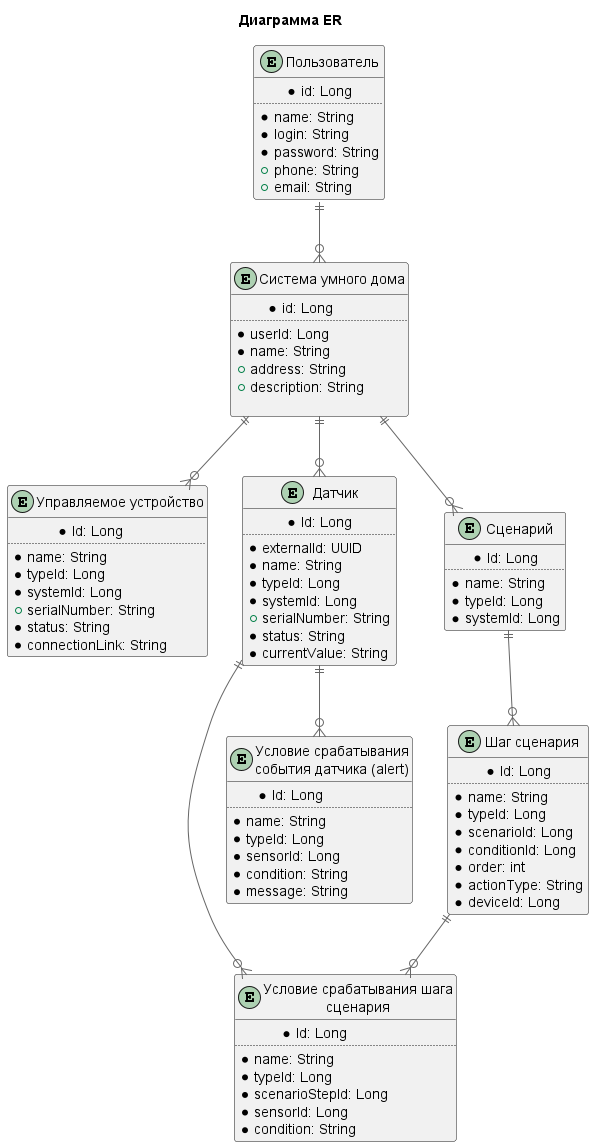 Диаграмма ER
E Пользователь
id: Long
name: String
login: String
password: String
phone: String
email: String
E Система умного дома
id: Long
userId: Long
name: String
address: String
description: String
E Управляемое устройство
Id: Long
name: String
typeId: Long
systemId: Long
serialNumber: String
status: String
connectionLink: String
E Датчик
Id: Long
externalId: UUID
name: String
typeId: Long
systemId: Long
serialNumber: String
status: String
currentValue: String
E Сценарий
Id: Long
name: String
typeId: Long
systemId: Long
E Условие срабатывания
события датчика (alert)
Id: Long
name: String
typeId: Long
sensorId: Long
condition: String
message: String
E Шаг сценария
Id: Long
name: String
typeId: Long
scenarioId: Long
conditionId: Long
order: int
actionType: String
deviceId: Long
E Условие срабатывания шага
сценария
Id: Long
name: String
typeId: Long
scenarioStepId: Long
sensorId: Long
condition: String